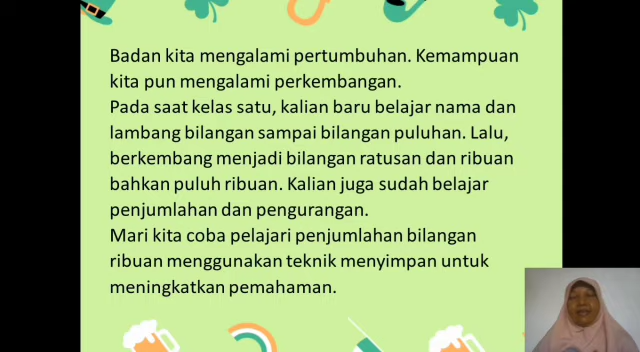 Badan kita mengalami pertumbuhan. Kemampuan
kita pun mengalami perkembangan.
Pada saat kelas satu, kalian baru belajar nama dan
lambang bilangan sampai bilangan puluhan. Lalu,
berkembang menjadi bilangan ratusan dan ribuan
bahkan puluh ribuan. Kalian juga sudah belajar
penjumlahan dan pengurangan.
Mari kita coba pelajari penjumlahan bilangan
ribuan menggunakan teknik menyimpan untuk
meningkatkan pemahaman.